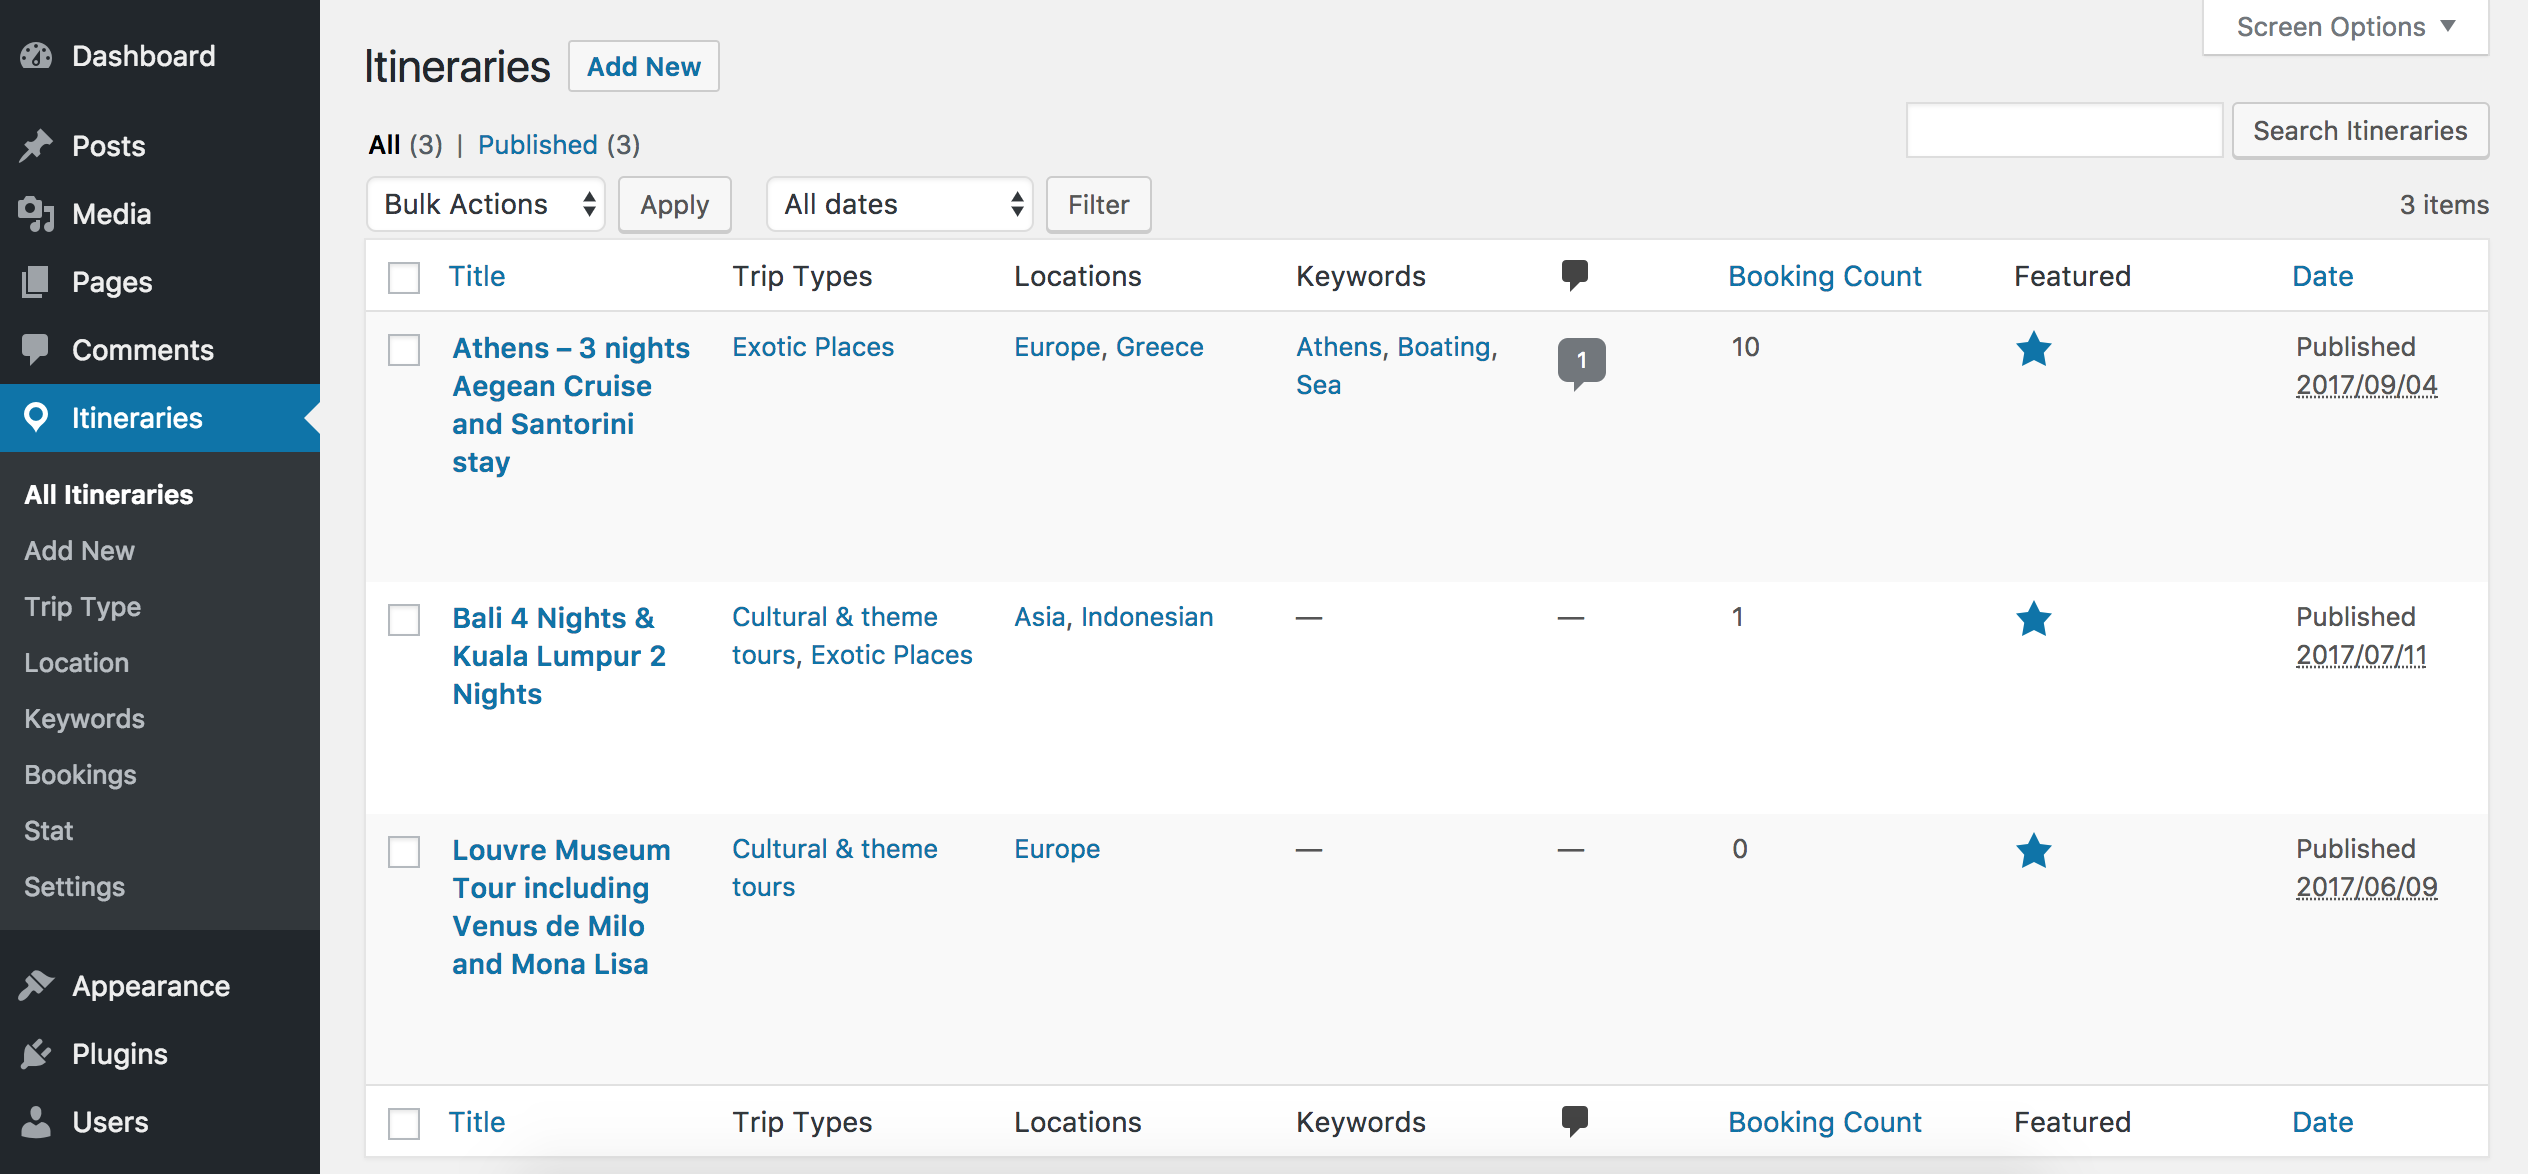 Dashboard
Posts
Media
Pages
Comments
Itineraries
All Itineraries
Add New
Trip Type
Location
Keywords
Bookings
Stat
Settings
Appearance
Plugins
Users
Screen Options
Itineraries Add New
All (3) | Published (3)
Search Itineraries
Bulk Actions Apply All dates Filter
3 items
Title Trip Types Locations Keywords Booking Count Featured Date
Athens – 3 nights
Aegean Cruise
and Santorini
stay
Exotic Places
Europe, Greece
Athens, Boating,
Sea
1
10
Published
2017/09/04
Bali 4 Nights &
Kuala Lumpur 2
Nights
Cultural & theme
tours, Exotic Places
Asia, Indonesian
—
—
1
Published
2017/07/11
Louvre Museum
Tour including
Venus de Milo
and Mona Lisa
Cultural & theme
tours
Europe
—
—
0
Published
2017/06/09
Title Trip Types Locations Keywords Booking Count Featured Date